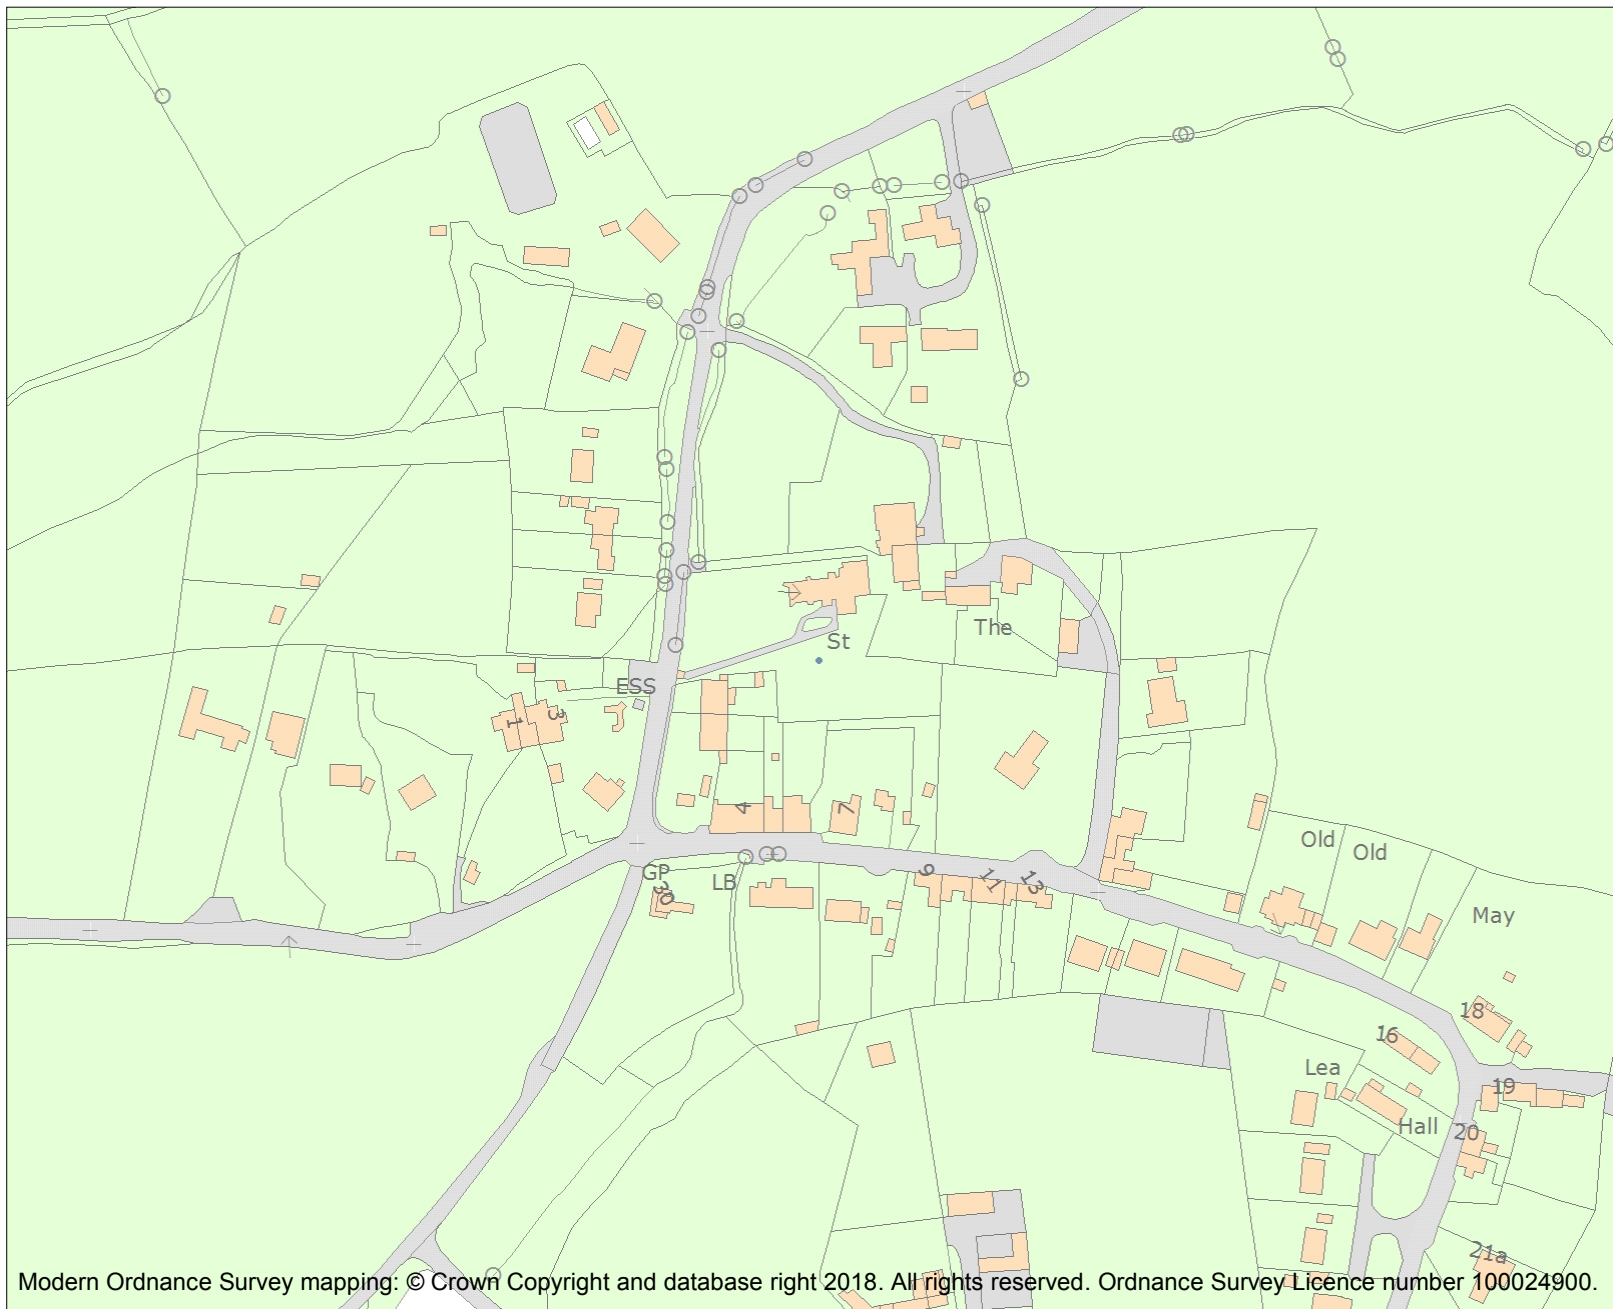 The
St
ESS
1
3
4
7
Old
Old
GP
30
LB
9
11
13
May
18
16
Lea
19
Hall
20
21a
Modern Ordnance Survey mapping: © Crown Copyright and database right 2018. All rights reserved. Ordnance Survey Licence number 100024900.